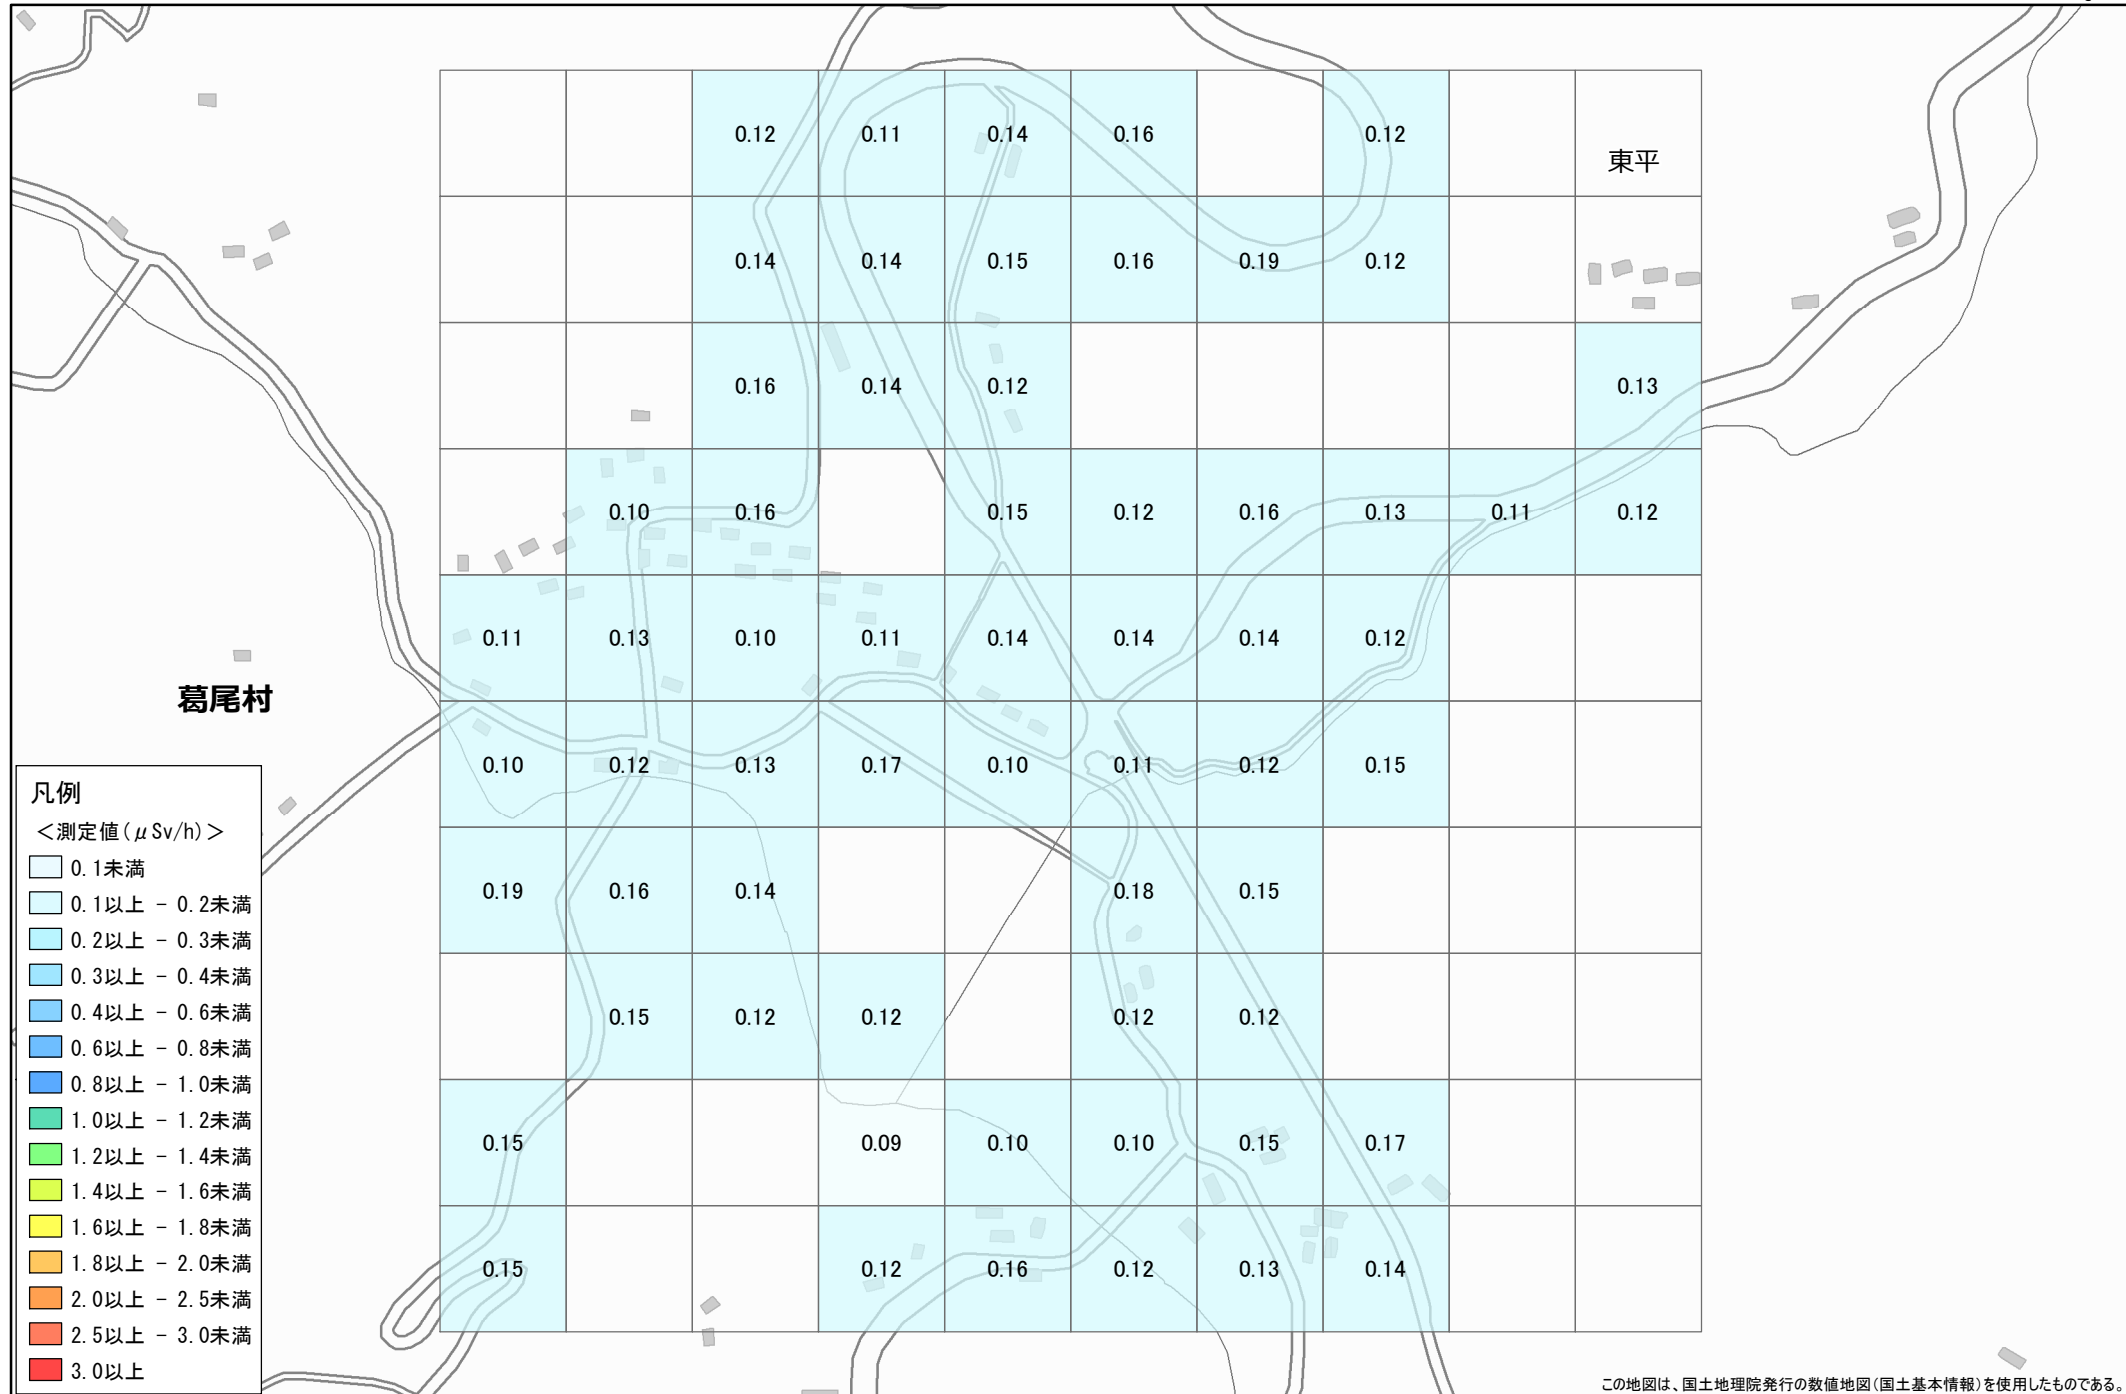 0.12 0.11 0.14 0.16 0.12
東平
0.14 0.14 0.15 0.16 0.19 0.12
0.16 0.14 0.12 0.13
0.10 0.16 0.15 0.12 0.16 0.13 0.11 0.12
0.11 0.13 0.10 0.11 0.14 0.14 0.14 0.12
葛尾村
0.10 0.12 0.13 0.17 0.10 0.11 0.12 0.15
0.19 0.16 0.14 0.18 0.15
0.15 0.12 0.12 0.12 0.12
0.15 0.09 0.10 0.10 0.15 0.17
0.15 0.12 0.16 0.12 0.13 0.14
凡例
＜測定値(μSv/h)＞
0.1未満
0.1以上 - 0.2未満
0.2以上 - 0.3未満
0.3以上 - 0.4未満
0.4以上 - 0.6未満
0.6以上 - 0.8未満
0.8以上 - 1.0未満
1.0以上 - 1.2未満
1.2以上 - 1.4未満
1.4以上 - 1.6未満
1.6以上 - 1.8未満
1.8以上 - 2.0未満
2.0以上 - 2.5未満
2.5以上 - 3.0未満
3.0以上
この地図は、国土地理院発行の数値地図(国土基本情報)を使用したものである。